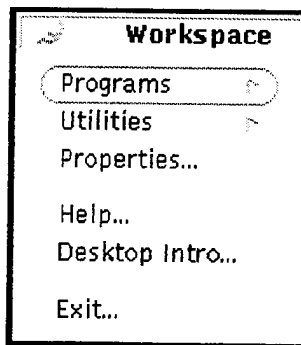 Workspace
Programs
Utilities
Properties...
Help...
Desktop Intro...
Exit...